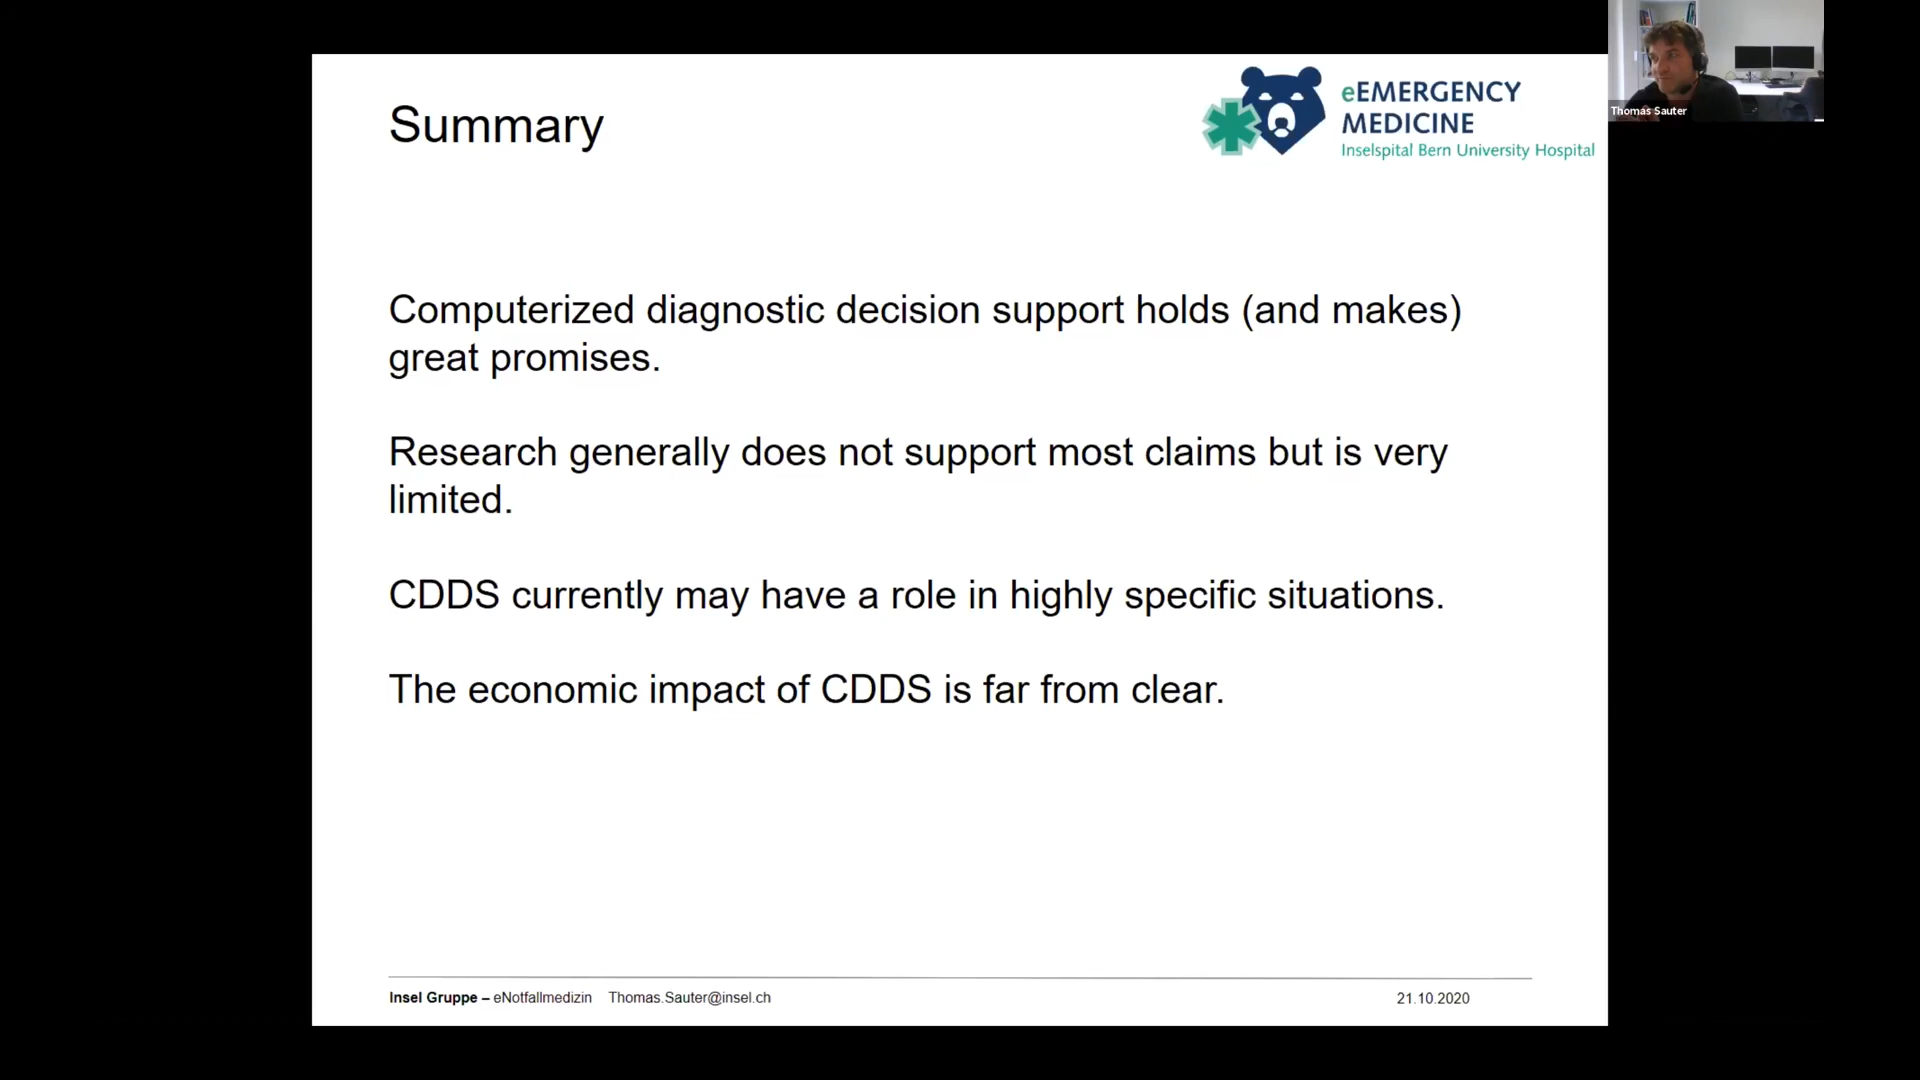 Summary
eEMERGENCY
MEDICINE
Inselspital Bern University Hospital
Thomas Sauter
Computerized diagnostic decision support holds (and makes)
great promises.
Research generally does not support most claims but is very
limited.
CDDS currently may have a role in highly specific situations.
The economic impact of CDDS is far from clear.
Insel Gruppe – eNotfallmedizin Thomas.Sauter@insel.ch
21.10.2020